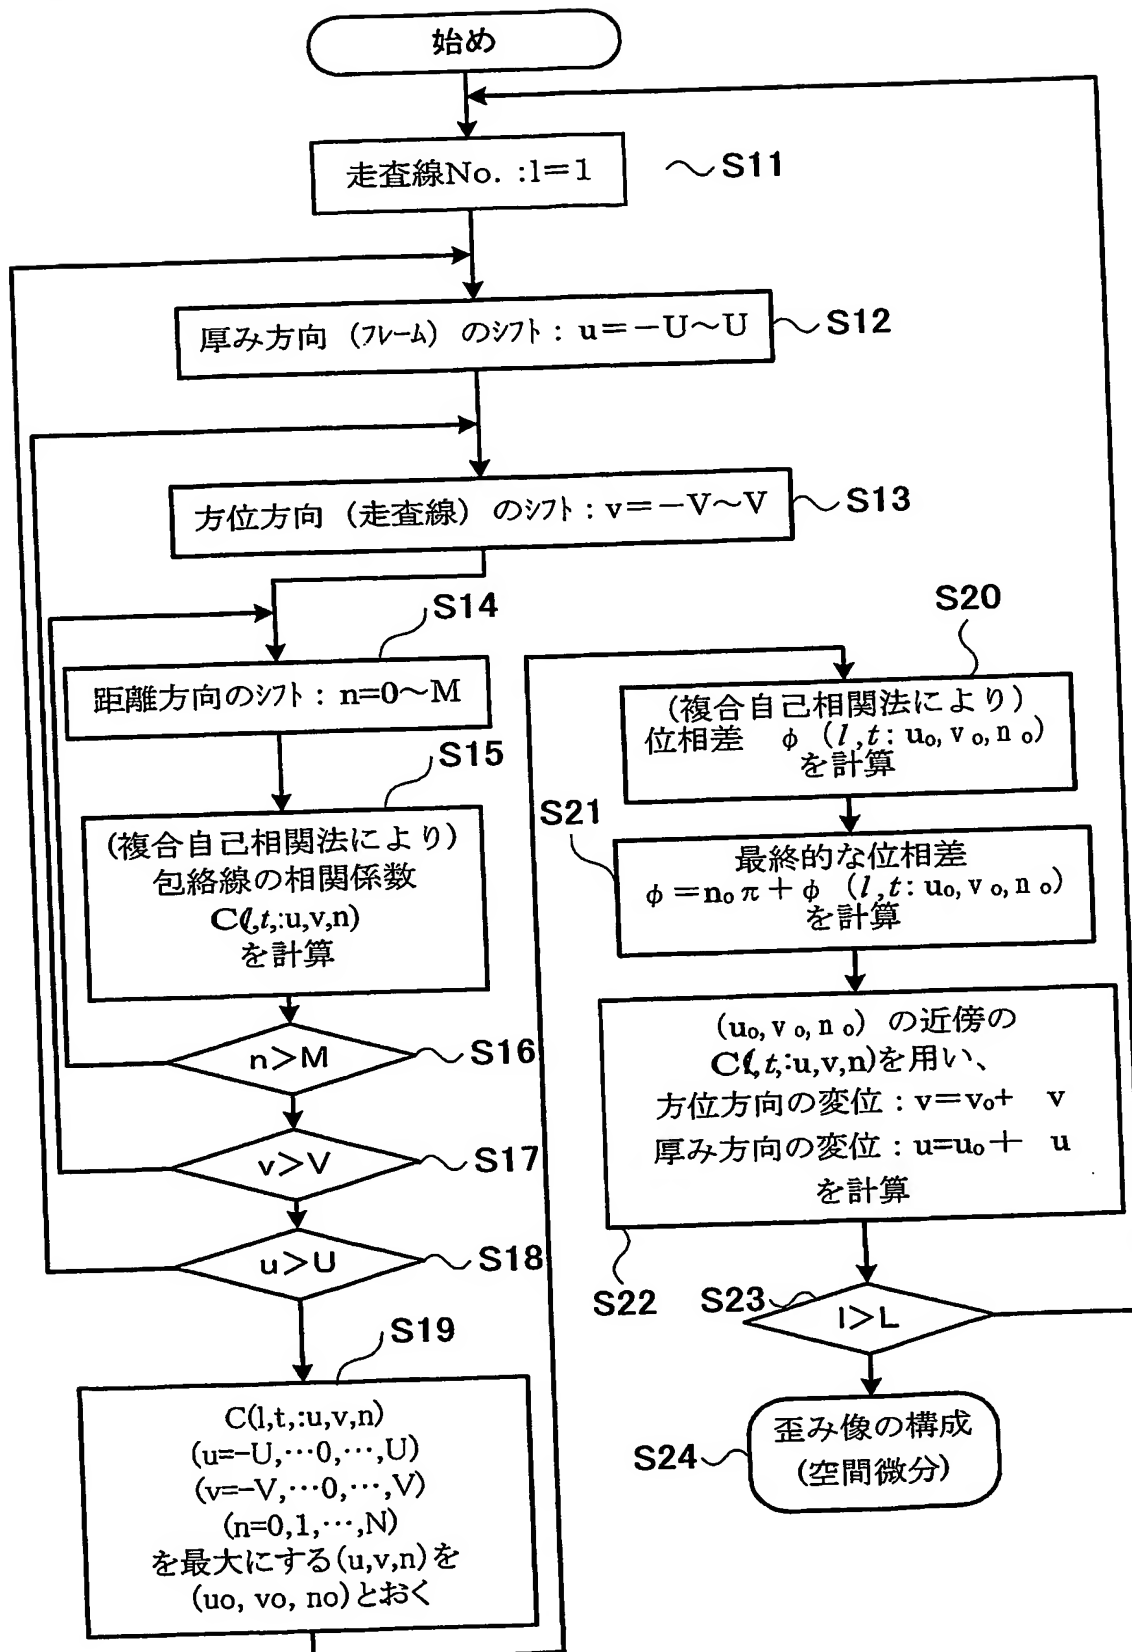 始め
走査線No. :l=1
S11
厚み方向 (フレーム) のシフト : u=-U~U
S12
方位方向 (走査線) のシフト : v=-V~V
S13
S14
距離方向のシフト : n=0~M
S15
(複合自己相関法により)
包絡線の相関係数
C(l,t,:u,v,n)
を計算
n>M
S16
v>V
S17
u>U
S18
S19
C(l,t,:u,v,n)
(u=-U,…0,…,U)
(v=-V,…0,…,V)
(n=0,1,…,N)
を最大にする(u,v,n)を
(uo, vo, no)とおく
S20
(複合自己相関法により)
位相差 φ (l,t:u₀,v₀,n₀)
を計算
S21
最終的な位相差
φ=n₀π+φ (l,t:u₀,v₀,n₀)
を計算
(u₀,v₀,n₀) の近傍の
C(l,t,:u,v,n)を用い、
方位方向の変位 : v=v₀+ v
厚み方向の変位 : u=u₀+ u
を計算
S22
S23
l>L
歪み像の構成
(空間微分)
S24